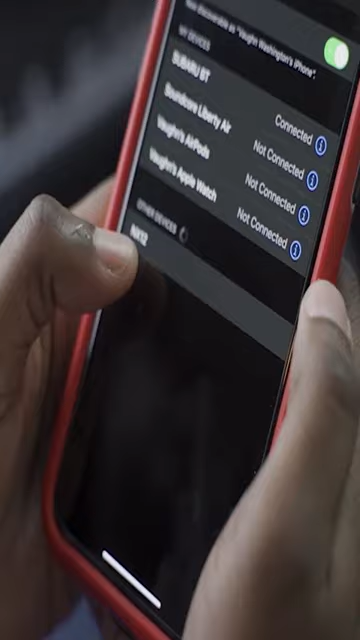 Now discoverable as "Vaughn Washington's iPhone".
MY DEVICES
SUBARU BT Connected
Soundcore Liberty Air Not Connected
Vaughn's AirPods Not Connected
Vaughn's Apple Watch Not Connected
OTHER DEVICES
NX12